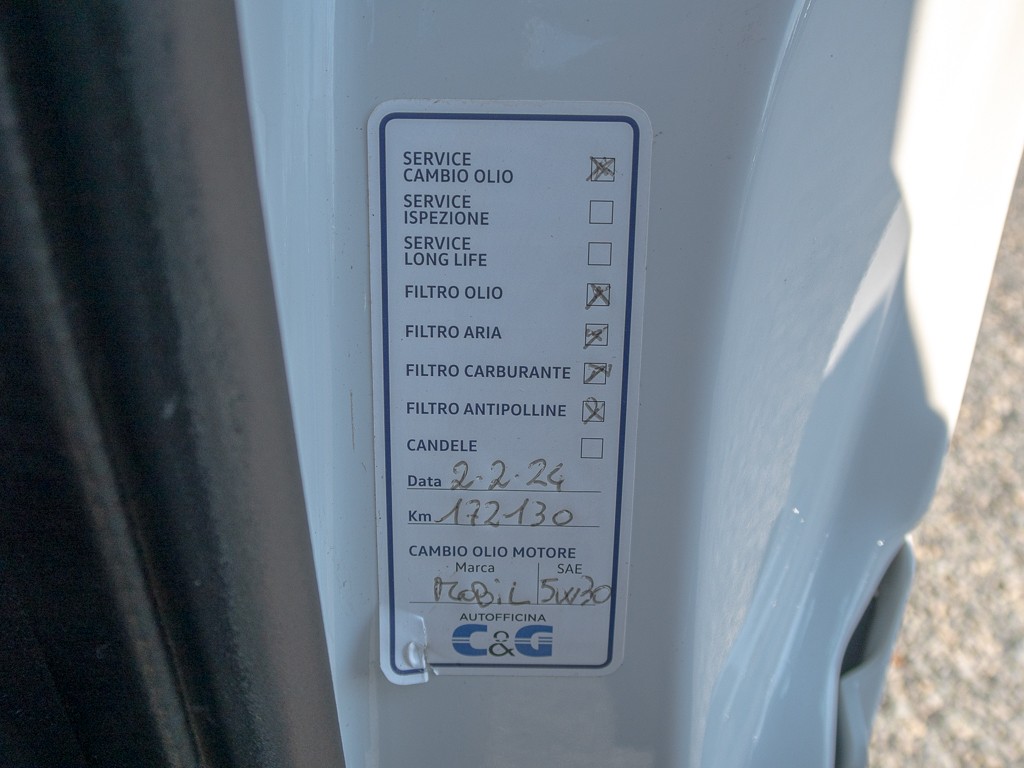 SERVICE
CAMBIO OLIO
SERVICE
ISPEZIONE
SERVICE
LONG LIFE
FILTRO OLIO
FILTRO ARIA
FILTRO CARBURANTE
FILTRO ANTIPOLLINE
CANDELE
Data 2-2-24
Km 172130
CAMBIO OLIO MOTORE
Marca SAE
MOBIL 5W30
AUTOFFICINA
C&G